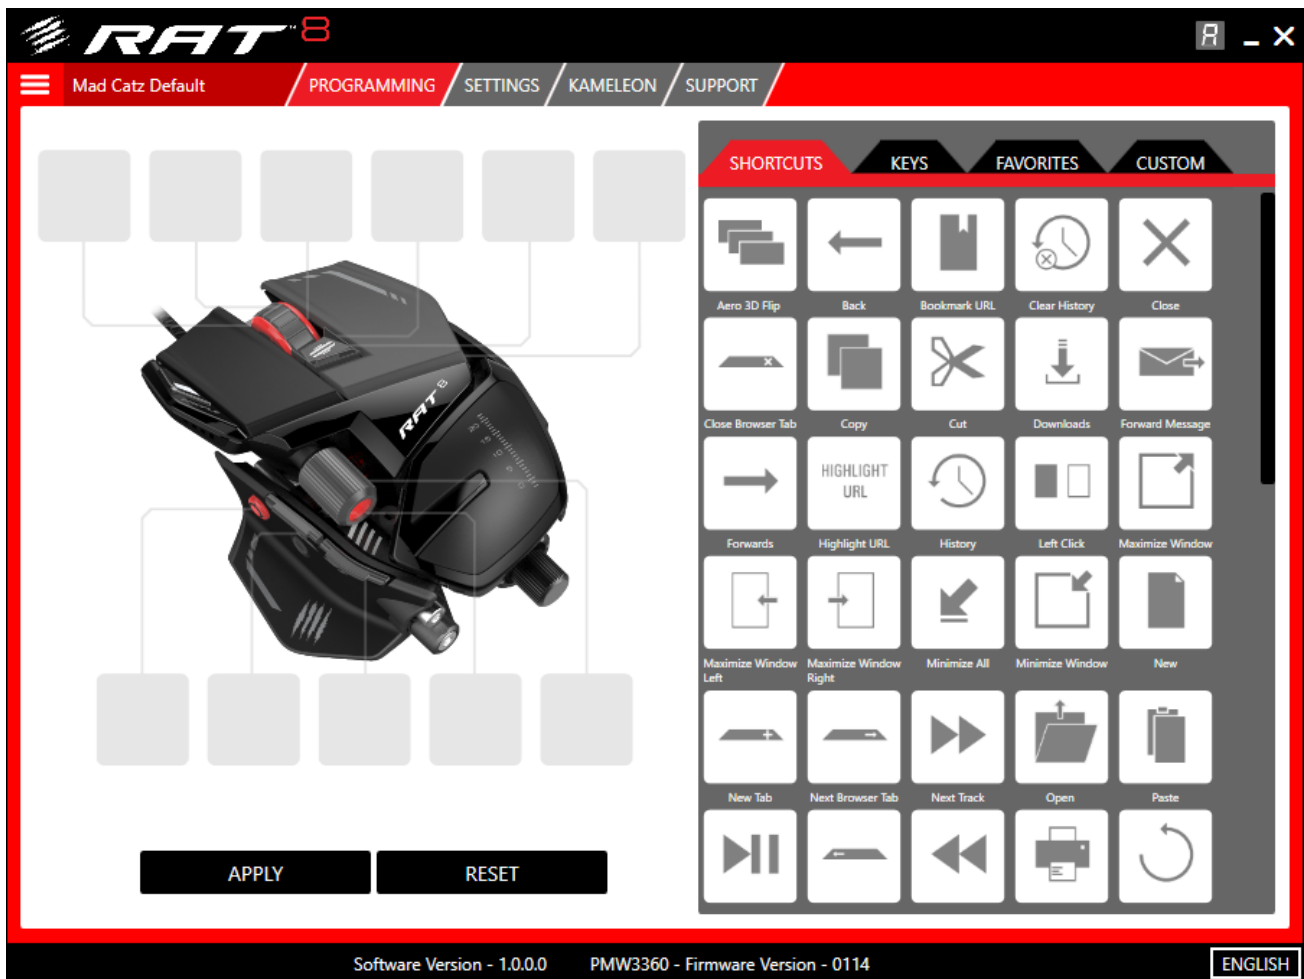 RAT 8
A
Mad Catz Default
PROGRAMMING
SETTINGS
KAMELEON
SUPPORT
SHORTCUTS
KEYS
FAVORITES
CUSTOM
Aero 3D Flip
Back
Bookmark URL
Clear History
Close
Close Browser Tab
Copy
Cut
Downloads
Forward Message
HIGHLIGHT
URL
Forwards
Highlight URL
History
Left Click
Maximize Window
Maximize Window
Left
Maximize Window
Right
Minimize All
Minimize Window
New
New Tab
Next Browser Tab
Next Track
Open
Paste
RAT 8
APPLY
RESET
Software Version - 1.0.0.0
PMW3360 - Firmware Version - 0114
ENGLISH